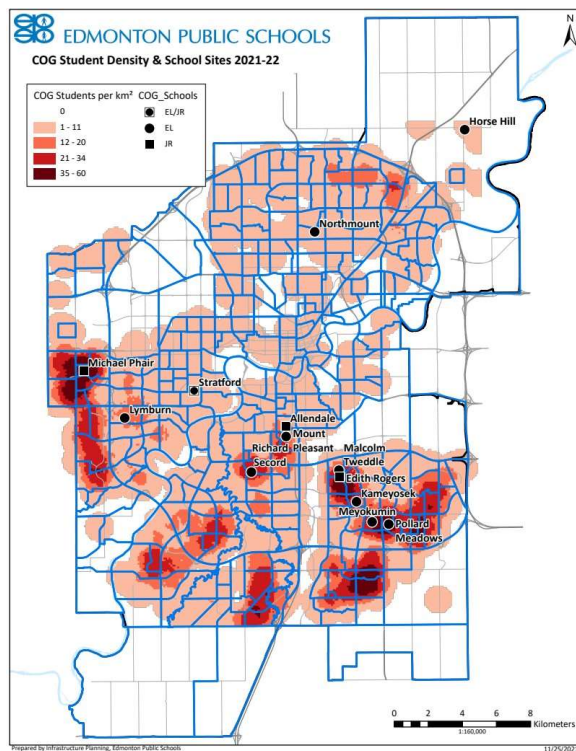 EDMONTON PUBLIC SCHOOLS
COG Student Density & School Sites 2021-22
N
COG Students per km²
0
1 - 11
12 - 20
21 - 34
35 - 60
COG_Schools
EL/JR
EL
JR
Horse Hill
Northmount
Michael Phair
Stratford
Lymburn
Allendale
Mount
Pleasant
Richard
Secord
Malcolm
Tweddle
Edith Rogers
Kameyosek
Meyokumin
Pollard
Meadows
0 2 4 6 8
Kilometers
1:160,000
Prepared by Infrastructure Planning, Edmonton Public Schools